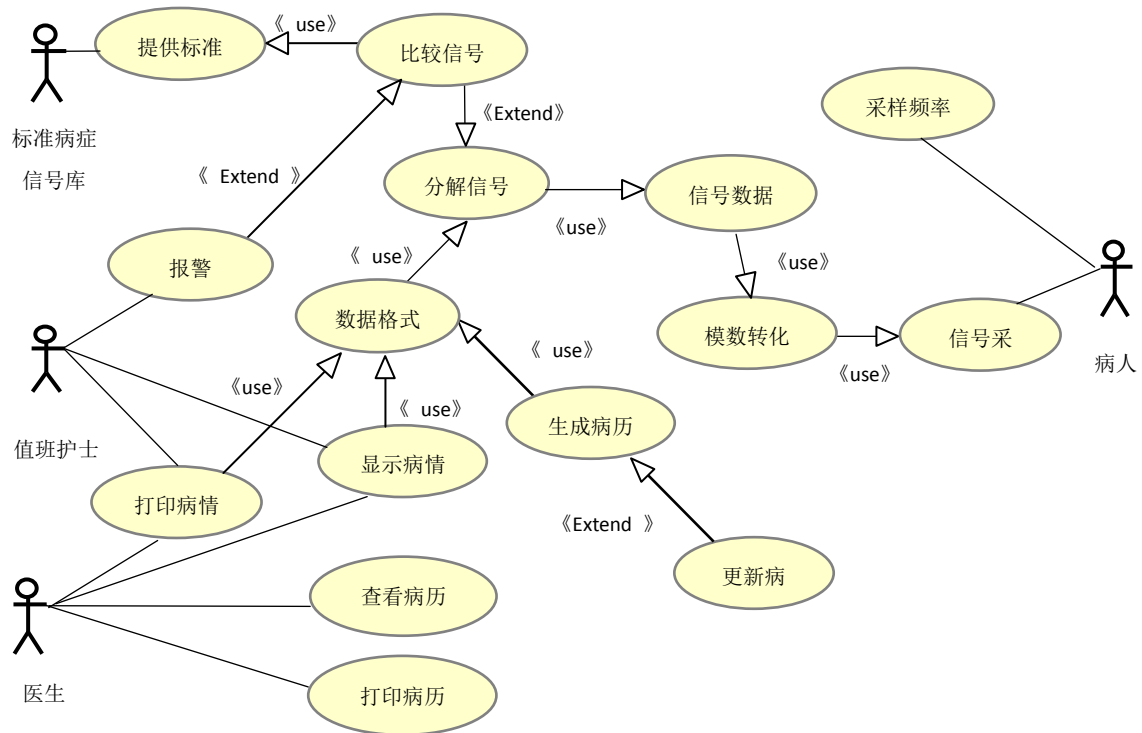 《 use》
提供标准
比较信号
采样频率
《Extend》
标准病症
信号库
《 Extend 》
分解信号
信号数据
《use》
报警
《 use》
《use》
数据格式
模数转化
信号采
病人
《 use》
《use》
《use》
《 use》
生成病历
值班护士
显示病情
打印病情
《Extend 》
更新病
查看病历
医生
打印病历